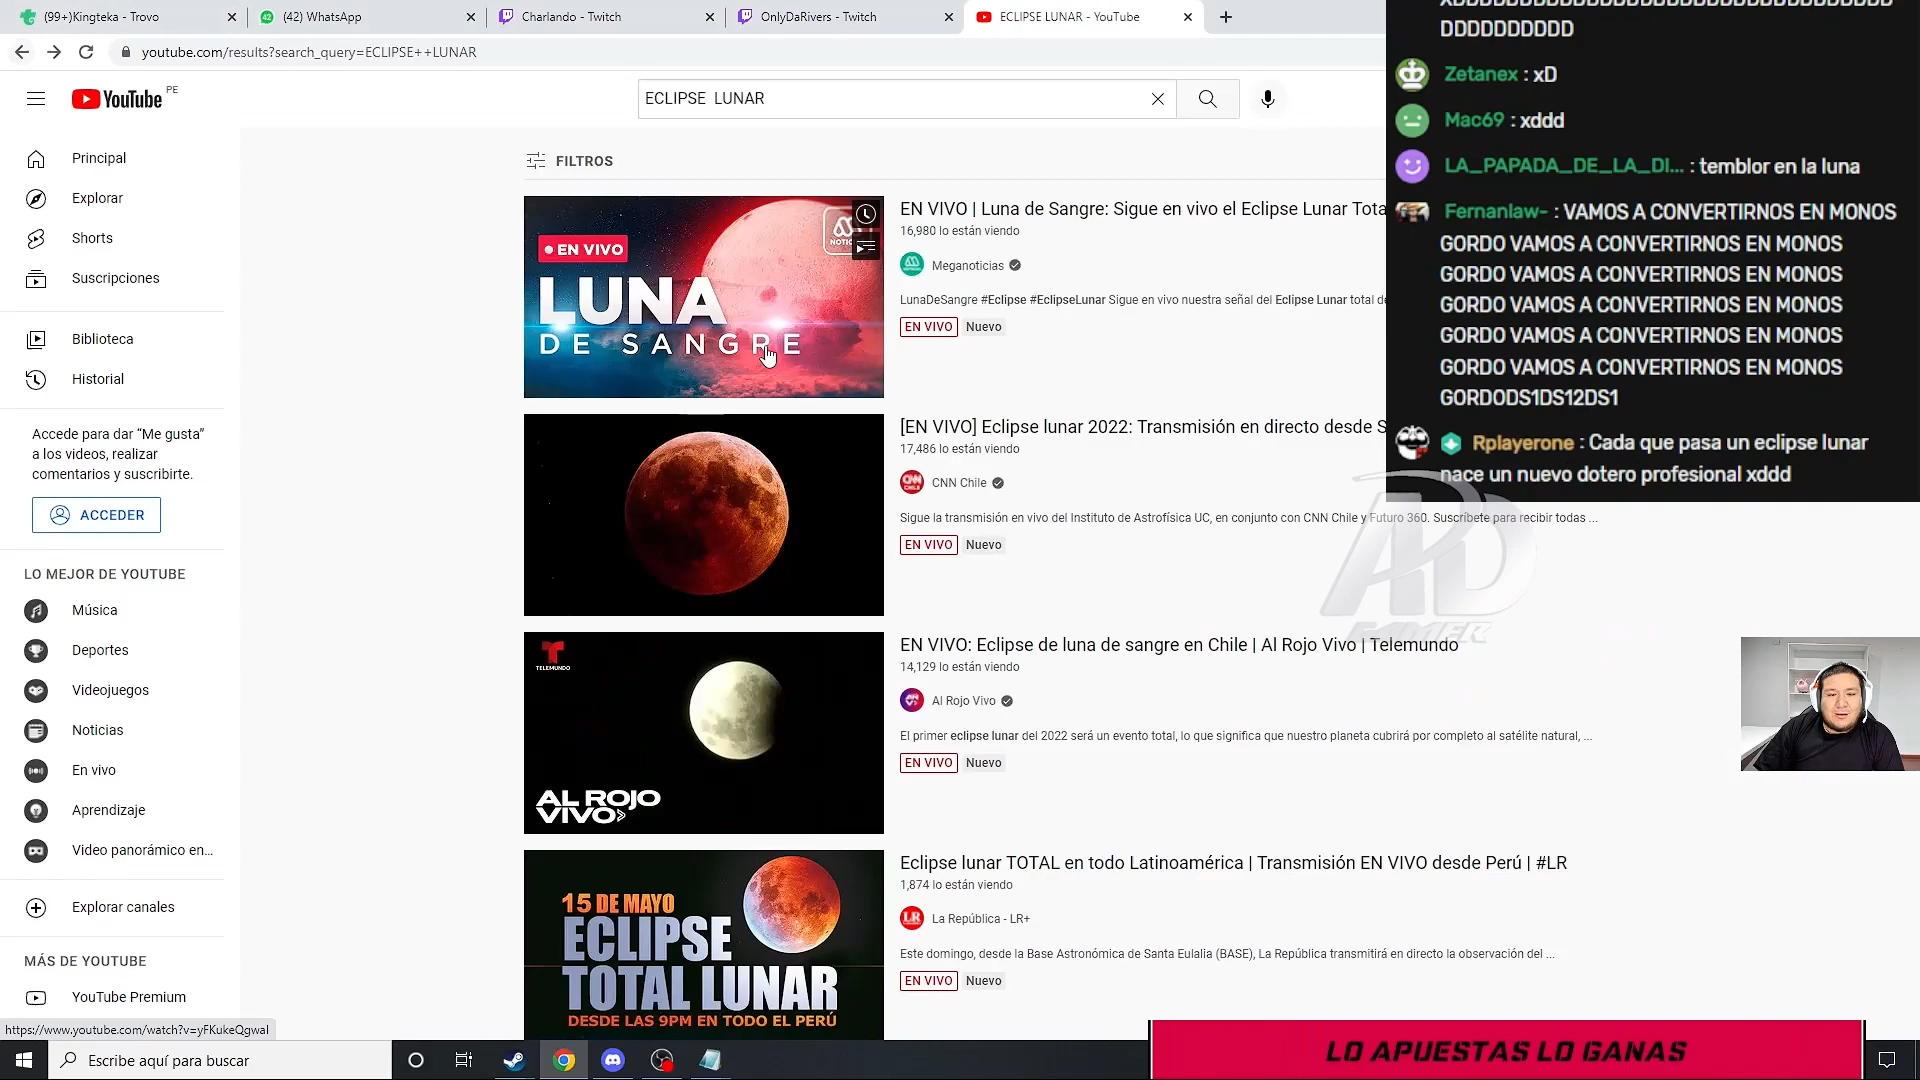 (99+)Kingteka - Trovo
(42) WhatsApp
Charlando - Twitch
OnlyDaRivers - Twitch
ECLIPSE LUNAR - YouTube
youtube.com/results?search_query=ECLIPSE++LUNAR
YouTube PE
ECLIPSE  LUNAR
Principal
Explorar
Shorts
Suscripciones
Biblioteca
Historial
Accede para dar “Me gusta”
a los videos, realizar
comentarios y suscribirte.
ACCEDER
LO MEJOR DE YOUTUBE
Música
Deportes
Videojuegos
Noticias
En vivo
Aprendizaje
Video panorámico en...
Explorar canales
MÁS DE YOUTUBE
YouTube Premium
https://www.youtube.com/watch?v=yFKukeQgwaI
FILTROS
EN VIVO
LUNA
DE SANGRE
EN VIVO | Luna de Sangre: Sigue en vivo el Eclipse Lunar Tota
16,980 lo están viendo
Meganoticias
LunaDeSangre #Eclipse #EclipseLunar Sigue en vivo nuestra señal del Eclipse Lunar total de
EN VIVO Nuevo
[EN VIVO] Eclipse lunar 2022: Transmisión en directo desde S
17,486 lo están viendo
CNN CHILE
CNN Chile
Sigue la transmisión en vivo del Instituto de Astrofísica UC, en conjunto con CNN Chile y Futuro 360. Suscríbete para recibir todas ...
EN VIVO Nuevo
TELEMUNDO
AL ROJO
VIVO
EN VIVO: Eclipse de luna de sangre en Chile | Al Rojo Vivo | Telemundo
14,129 lo están viendo
Al Rojo Vivo
El primer eclipse lunar del 2022 será un evento total, lo que significa que nuestro planeta cubrirá por completo al satélite natural, ...
EN VIVO Nuevo
15 DE MAYO
ECLIPSE
TOTAL LUNAR
DESDE LAS 9PM EN TODO EL PERÚ
Eclipse lunar TOTAL en todo Latinoamérica | Transmisión EN VIVO desde Perú | #LR
1,874 lo están viendo
LR
La República - LR+
Este domingo, desde la Base Astronómica de Santa Eulalia (BASE), La República transmitirá en directo la observación del ...
EN VIVO Nuevo
DDDDDDDDDD
Zetanex : xD
Mac69 : xddd
LA_PAPADA_DE_LA_DI... : temblor en la luna
Fernanlaw- : VAMOS A CONVERTIRNOS EN MONOS
GORDO VAMOS A CONVERTIRNOS EN MONOS
GORDO VAMOS A CONVERTIRNOS EN MONOS
GORDO VAMOS A CONVERTIRNOS EN MONOS
GORDO VAMOS A CONVERTIRNOS EN MONOS
GORDO VAMOS A CONVERTIRNOS EN MONOS
GORDODS1DS12DS1
Rplayerone : Cada que pasa un eclipse lunar
nace un nuevo dotero profesional xddd
Escribe aquí para buscar
LO APUESTAS LO GANAS